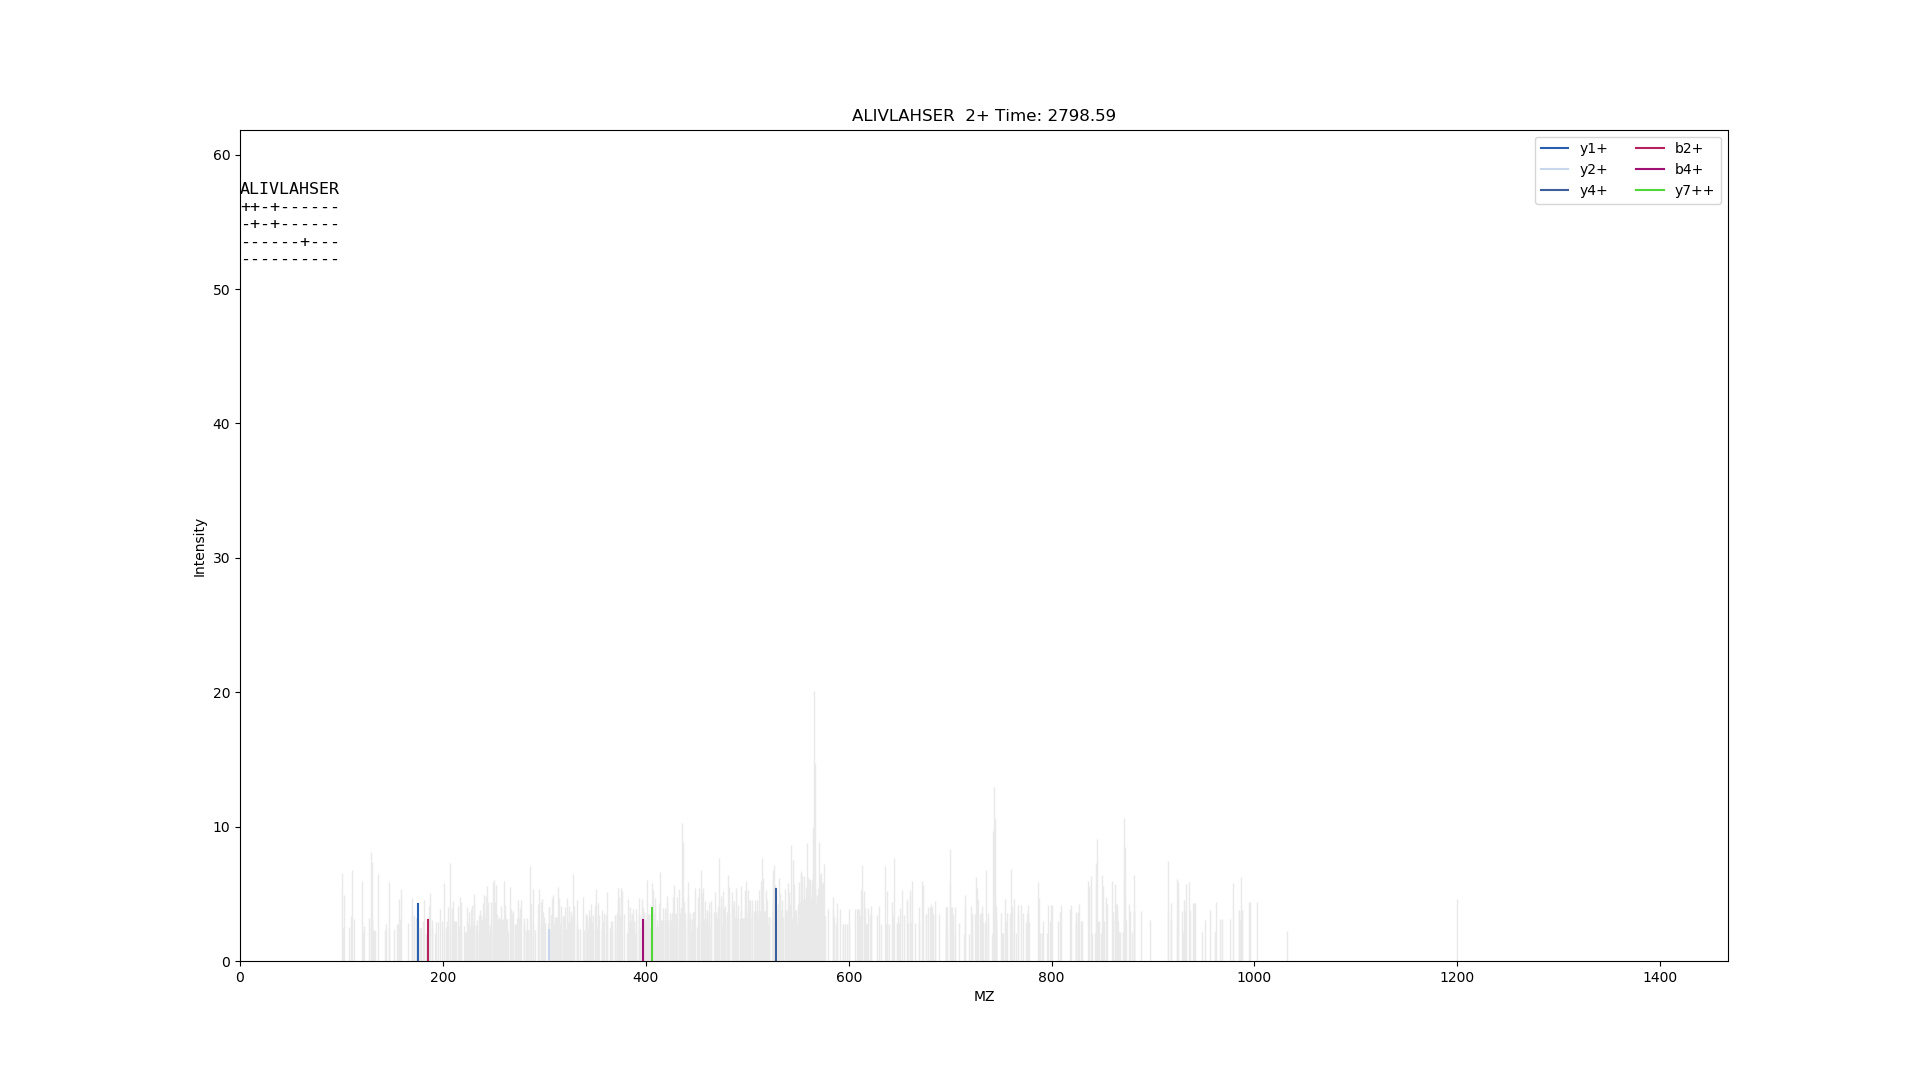 ALIVLAHSER  2+ Time: 2798.59
y1+
y2+
y4+
b2+
b4+
y7++
ALIVLAHSER
++-+------
-+-+------
------+---
----------
60
50
40
30
20
10
0
Intensity
0 200 400 600 800 1000 1200 1400
MZ